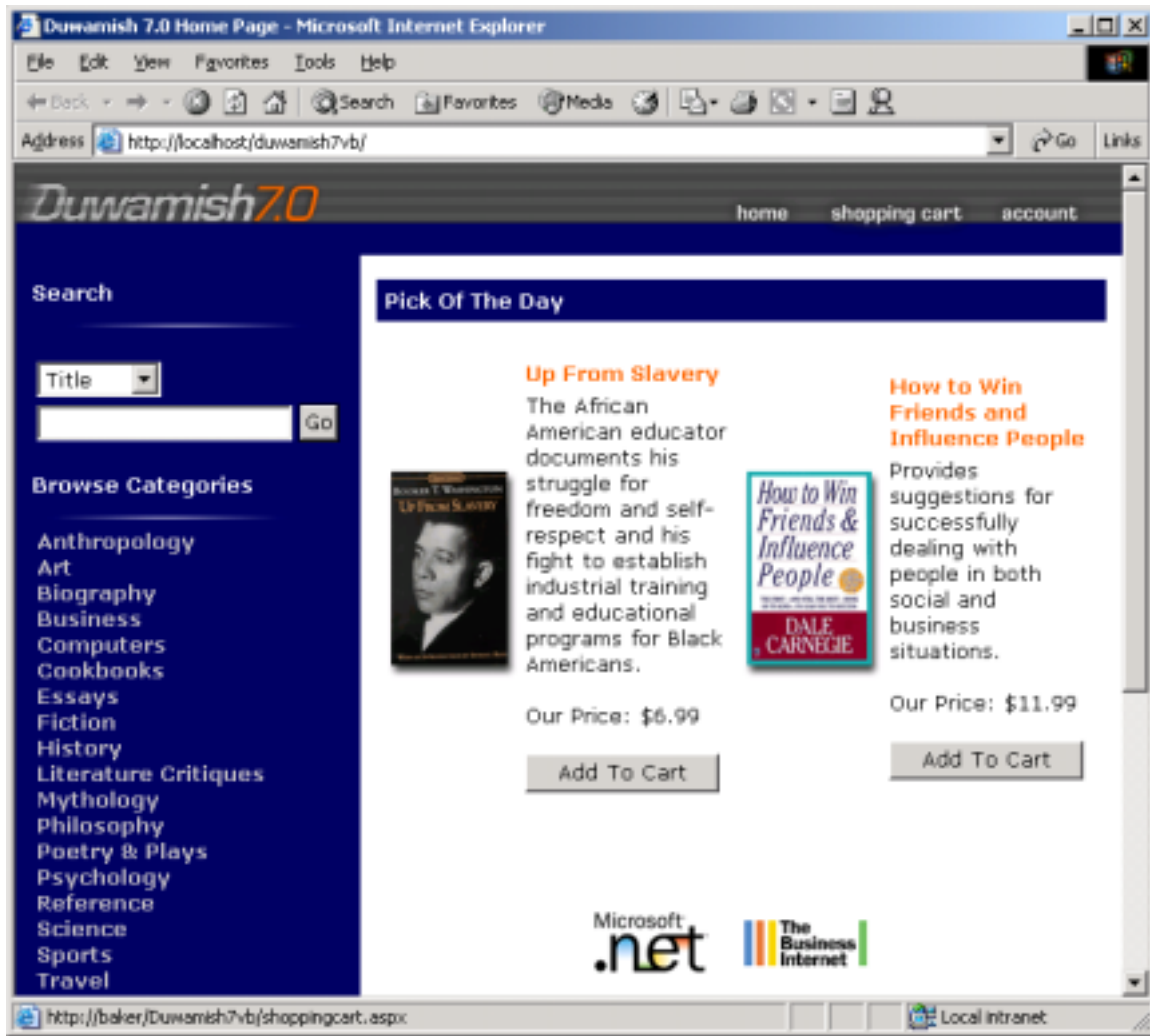 Duwamish 7.0 Home Page - Microsoft Internet Explorer
File Edit View Favorites Tools Help
Back Search Favorites Media
Address http://localhost/duwamish7vb/ Go Links
Duwamish 7.0
home shopping cart account
Search
Title
Go
Browse Categories
Anthropology
Art
Biography
Business
Computers
Cookbooks
Essays
Fiction
History
Literature Critiques
Mythology
Philosophy
Poetry & Plays
Psychology
Reference
Science
Sports
Travel
Pick Of The Day
BOOKER T. WASHINGTON
UP FROM SLAVERY
Up From Slavery
The African
American educator
documents his
struggle for
freedom and self-
respect and his
fight to establish
industrial training
and educational
programs for Black
Americans.
Our Price: $6.99
Add To Cart
How to Win
Friends &
Influence
People
DALE
CARNEGIE
How to Win
Friends and
Influence People
Provides
suggestions for
successfully
dealing with
people in both
social and
business
situations.
Our Price: $11.99
Add To Cart
Microsoft
.net
The
Business
Internet
http://baker/Duwamish7vb/shoppingcart.aspx Local intranet